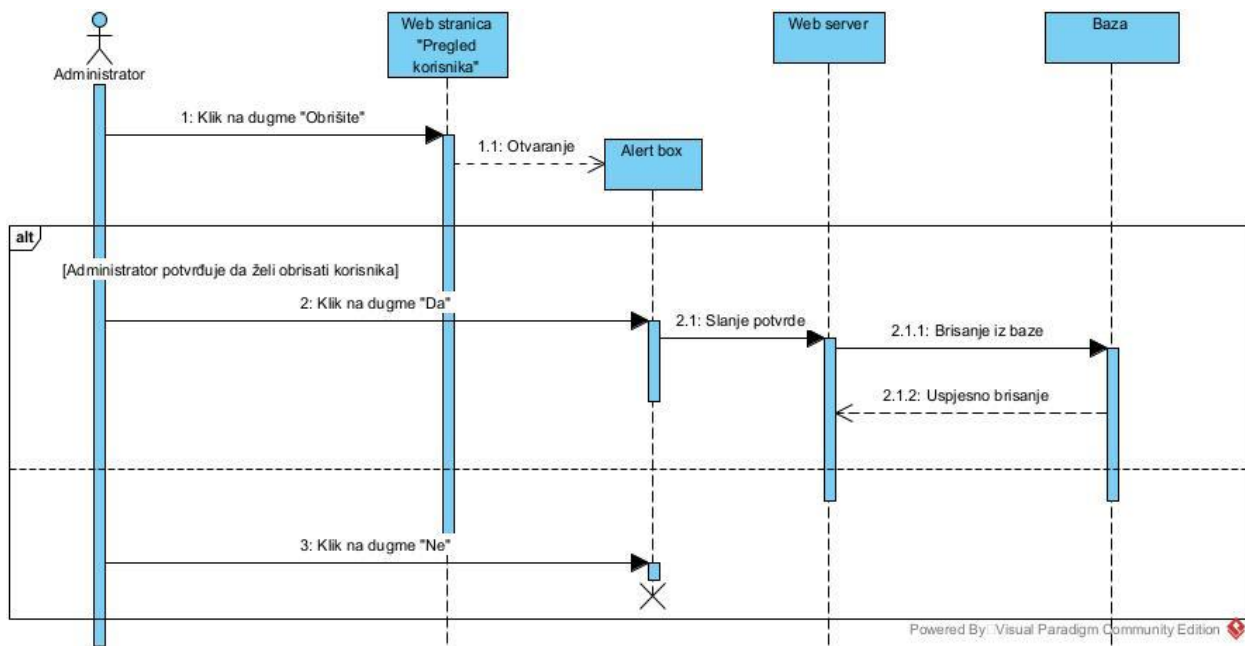 Web stranica
"Pregled
korisnika"
Web server
Baza
Administrator
1: Klik na dugme "Obrišite"
1.1: Otvaranje
Alert box
alt
[Administrator potvrđuje da želi obrisati korisnika]
2: Klik na dugme "Da"
2.1: Slanje potvrde
2.1.1: Brisanje iz baze
2.1.2: Uspjesno brisanje
3: Klik na dugme "Ne"
Powered By Visual Paradigm Community Edition